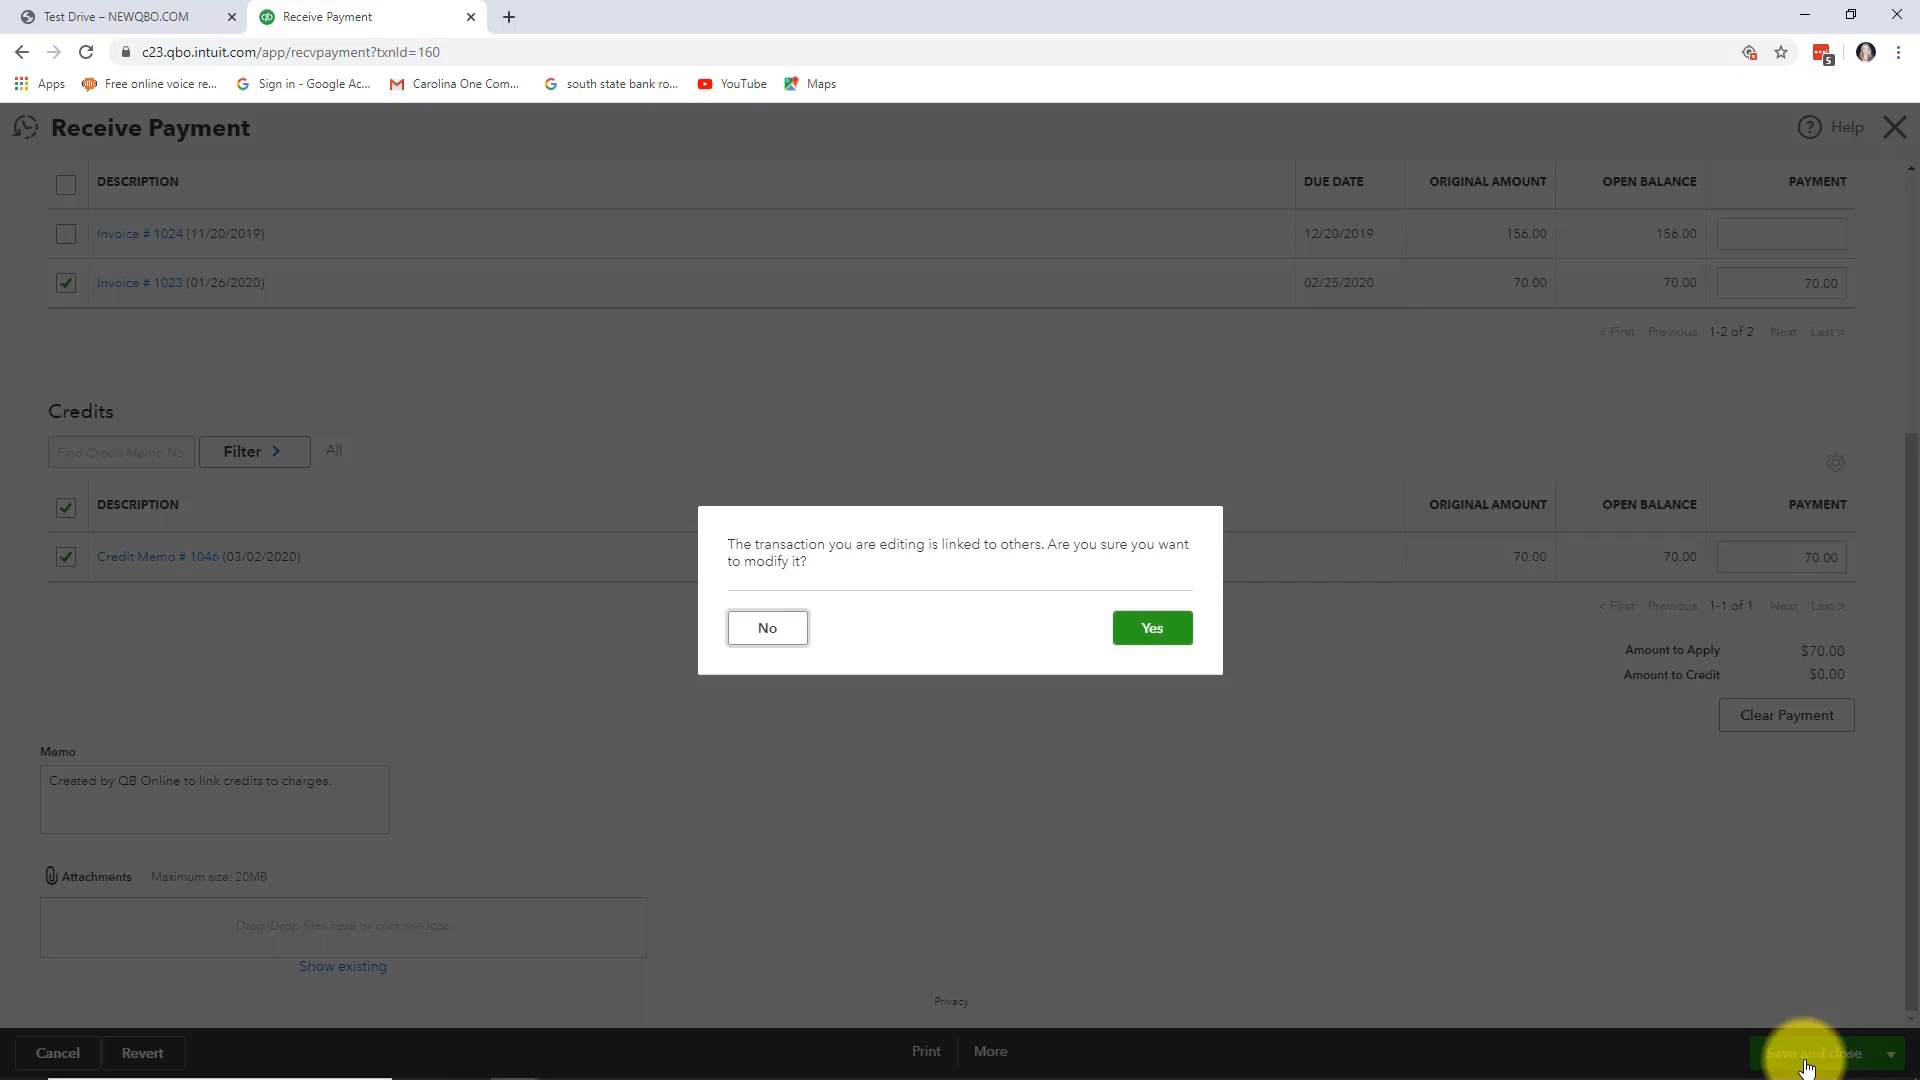 Test Drive – NEWQBO.COM
Receive Payment
c23.qbo.intuit.com/app/recvpayment?txnId=160
5
Apps Free online voice re... Sign in - Google Ac... Carolina One Com... south state bank ro... YouTube Maps
Receive Payment
? Help
DESCRIPTION DUE DATE ORIGINAL AMOUNT OPEN BALANCE PAYMENT
Invoice # 1024 (11/20/2019) 12/20/2019 156.00 156.00
Invoice # 1023 (01/26/2020) 02/25/2020 70.00 70.00 70.00
< First Previous 1-2 of 2 Next Last >
Credits
Find Credit Memo No Filter > All
DESCRIPTION ORIGINAL AMOUNT OPEN BALANCE PAYMENT
Credit Memo # 1046 (03/02/2020) 70.00 70.00 70.00
The transaction you are editing is linked to others. Are you sure you want
to modify it?
No Yes
< First Previous 1-1 of 1 Next Last >
Amount to Apply $70.00
Amount to Credit $0.00
Clear Payment
Memo
Created by QB Online to link credits to charges.
Attachments Maximum size: 20MB
Drag/Drop files here or click the icon
Show existing
Privacy
Cancel Revert Print More Save and close